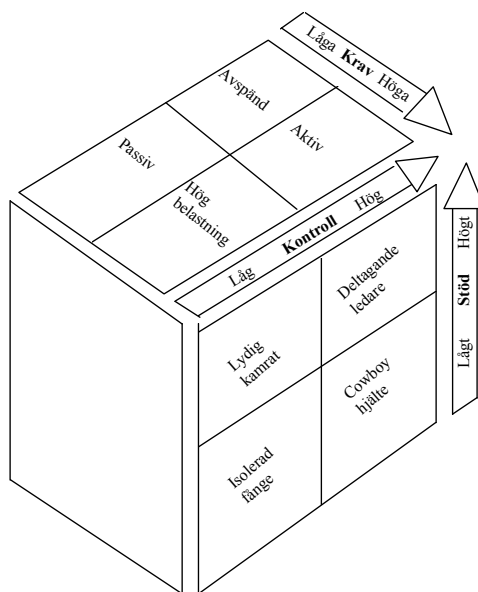 Låga Krav Höga
Avspänd
Aktiv
Passiv
Hög
belastning
Låg Kontroll Hög
Lågt Stöd Högt
Deltagande
ledare
Lydig
kamrat
Cowboy
hjälte
Isolerad
fånge